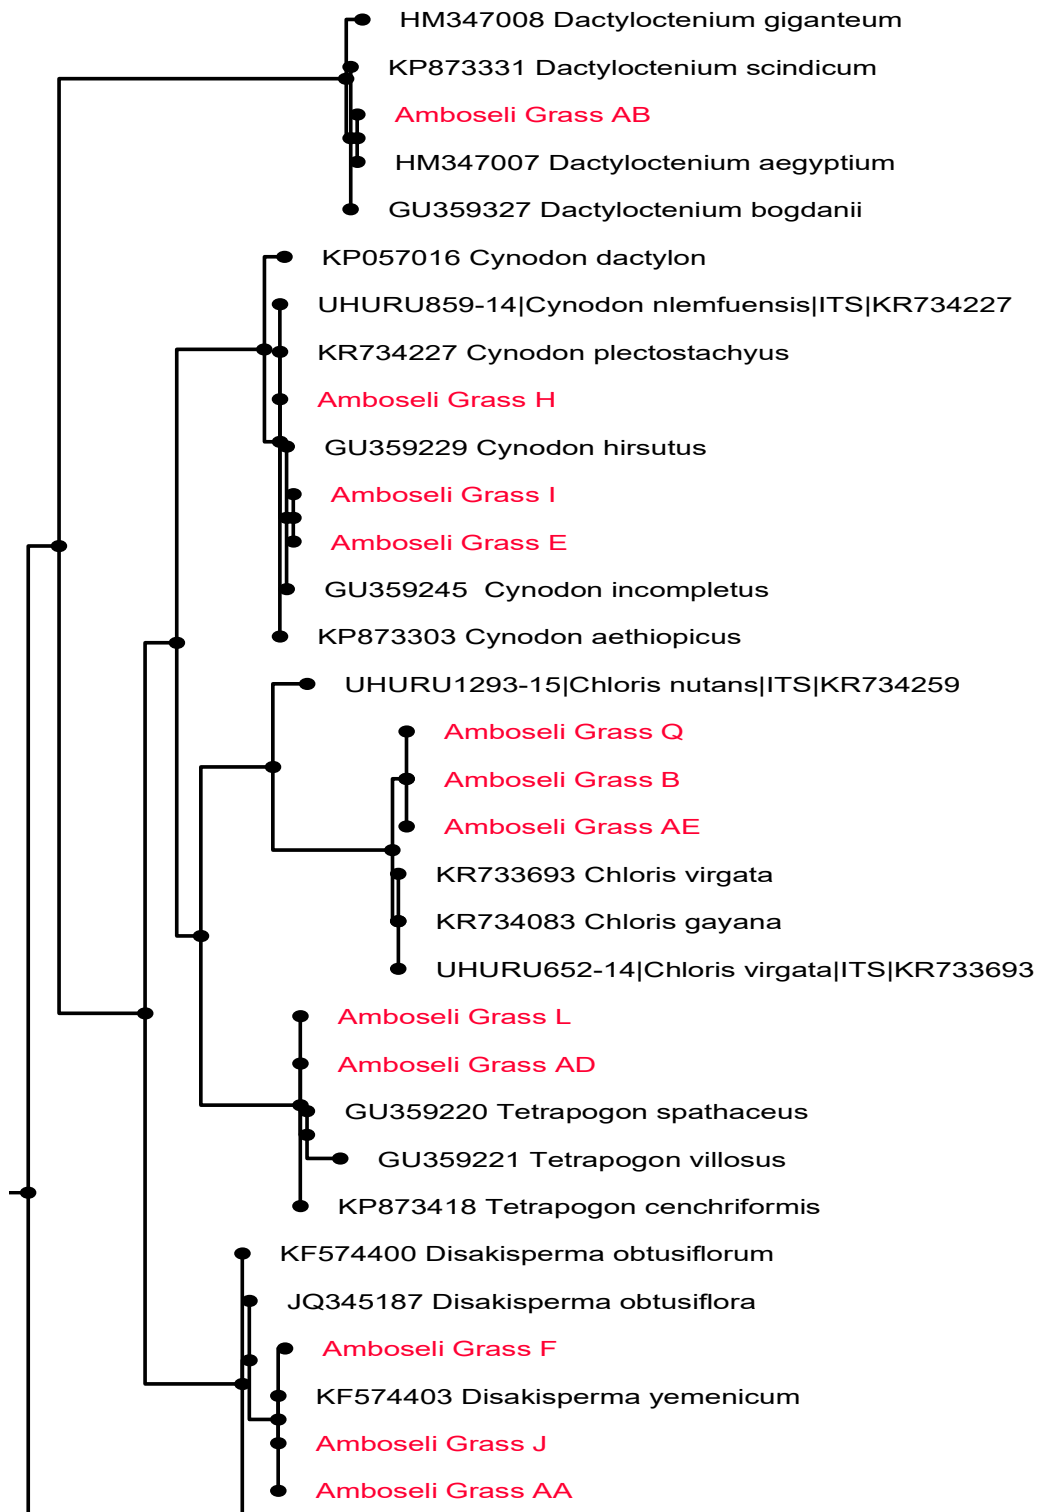 HM347008 Dactyloctenium giganteum
KP873331 Dactyloctenium scindicum
Amboseli Grass AB
HM347007 Dactyloctenium aegyptium
GU359327 Dactyloctenium bogdanii
KP057016 Cynodon dactylon
UHURU859-14|Cynodon nlemfuensis|ITS|KR734227
KR734227 Cynodon plectostachyus
Amboseli Grass H
GU359229 Cynodon hirsutus
Amboseli Grass I
Amboseli Grass E
GU359245  Cynodon incompletus
KP873303 Cynodon aethiopicus
UHURU1293-15|Chloris nutans|ITS|KR734259
Amboseli Grass Q
Amboseli Grass B
Amboseli Grass AE
KR733693 Chloris virgata
KR734083 Chloris gayana
UHURU652-14|Chloris virgata|ITS|KR733693
Amboseli Grass L
Amboseli Grass AD
GU359220 Tetrapogon spathaceus
GU359221 Tetrapogon villosus
KP873418 Tetrapogon cenchriformis
KF574400 Disakisperma obtusiflorum
JQ345187 Disakisperma obtusiflora
Amboseli Grass F
KF574403 Disakisperma yemenicum
Amboseli Grass J
Amboseli Grass AA